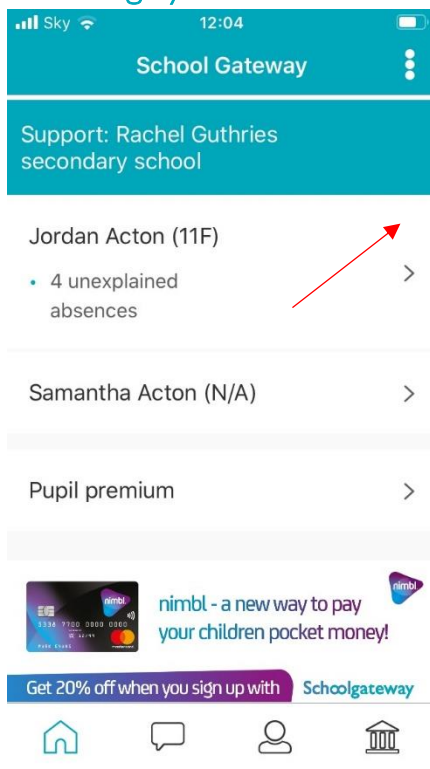 Sky 12:04
School Gateway
Support: Rachel Guthries
secondary school
Jordan Acton (11F)
• 4 unexplained
absences
Samantha Acton (N/A)
Pupil premium
nimbl
nimbl.
nimbl - a new way to pay
your children pocket money!
Get 20% off when you sign up with Schoolgateway